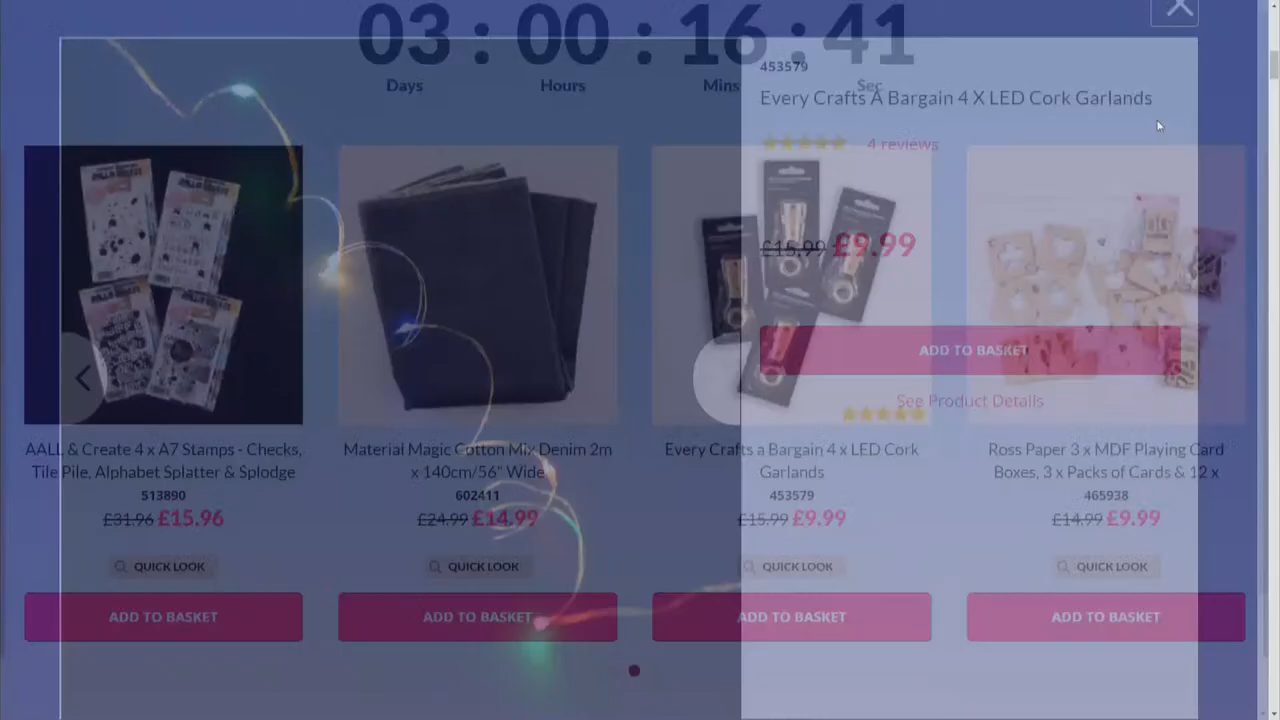 03 : 00 : 16 : 41
Days Hours Mins Sec
453579
Every Crafts A Bargain 4 X LED Cork Garlands
4 reviews
£15.99 £9.99
ADD TO BASKET
See Product Details
AALL & Create 4 x A7 Stamps - Checks,
Tile Pile, Alphabet Splatter & Splodge
513890
£31.96 £15.96
QUICK LOOK
ADD TO BASKET
Material Magic Cotton Mix Denim 2m
x 140cm/56" Wide
602411
£24.99 £14.99
QUICK LOOK
ADD TO BASKET
Every Crafts a Bargain 4 x LED Cork
Garlands
453579
£15.99 £9.99
QUICK LOOK
ADD TO BASKET
Ross Paper 3 x MDF Playing Card
Boxes, 3 x Packs of Cards & 12 x
465938
£14.99 £9.99
QUICK LOOK
ADD TO BASKET